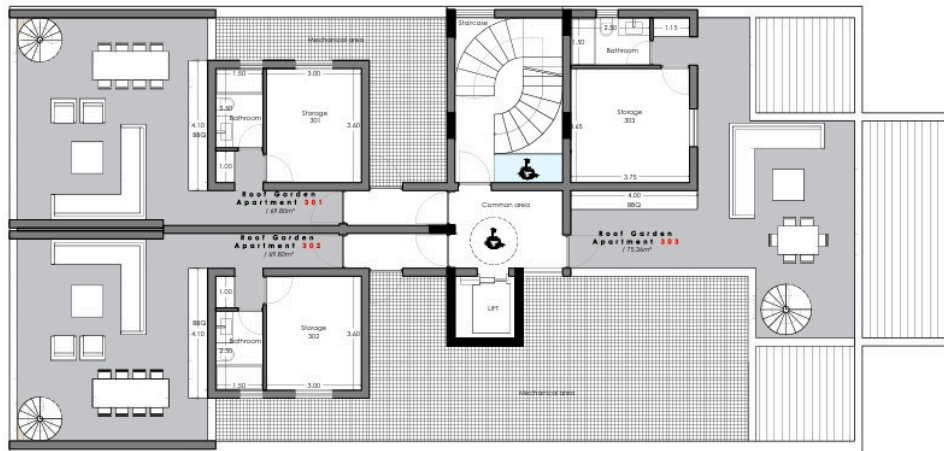 Staircase
Mechanical area
2.50
1.15
1.50
Bathroom
1.50
3.00
2.50
Bathroom
Storage
301
3.60
4.10
BBQ
1.00
Storage
303
3.65
3.75
4.00
BBQ
Roof Garden
Apartment 301
/ 69.80m²
Common area
Roof Garden
Apartment 302
/ 69.80m²
Roof Garden
Apartment 303
/ 75.36m²
1.00
BBQ
4.10
Bathroom
Storage
302
3.60
2.50
1.50
3.00
LIFT
Mechanical area